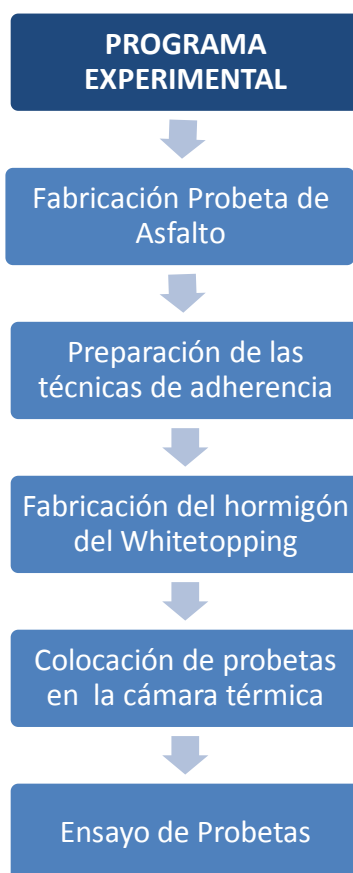 PROGRAMA
EXPERIMENTAL
Fabricación Probeta de
Asfalto
Preparación de las
técnicas de adherencia
Fabricación del hormigón
del Whitetopping
Colocación de probetas
en la cámara térmica
Ensayo de Probetas